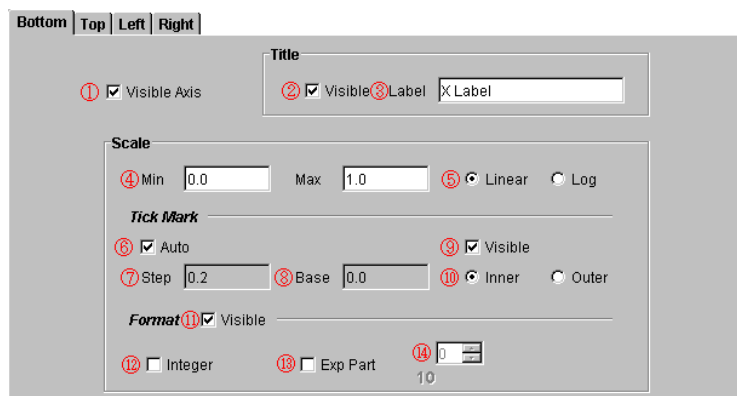 Bottom Top Left Right
Title
① Visible Axis ② Visible ③ Label X Label
Scale
④ Min 0.0 Max 1.0 ⑤ Linear Log
Tick Mark
⑥ Auto ⑨ Visible
⑦ Step 0.2 ⑧ Base 0.0 ⑩ Inner Outer
Format ⑪ Visible
⑫ Integer ⑬ Exp Part ⑭ 0
10